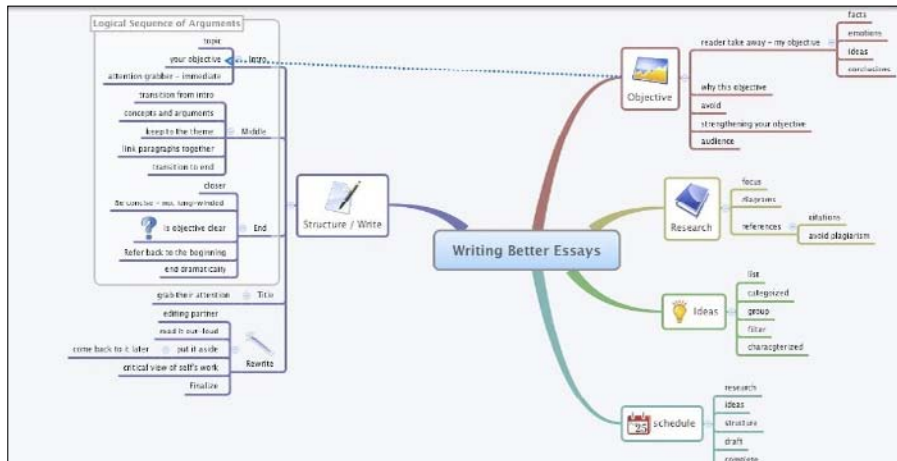 Logical Sequence of Arguments
topic
your objective
Intro
attention grabber - immediate
transition from intro
concepts and arguments
keep to the theme
Middle
link paragraphs together
transition to end
closer
Be concise - not long-winded
is objective clear
End
Refer back to the beginning
end dramatically
grab their attention
Title
editing partner
read it out-loud
come back to it later
put it aside
Rewrite
critical view of self's work
Finalize
Structure / Write
Writing Better Essays
Objective
reader take away - my objective
facts
emotions
ideas
conclusions
why this objective
avoid
strengthening your objective
audience
Research
focus
diagrams
references
citations
avoid plagiarism
Ideas
list
categoized
group
filter
characpterized
25
schedule
research
ideas
structure
draft
complete